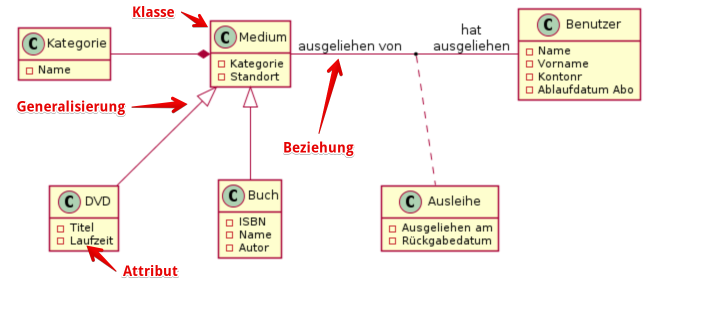 Klasse
C Kategorie
Name
C Medium
Kategorie
Standort
ausgeliehen von
hat
ausgeliehen
C Benutzer
Name
Vorname
Kontonr
Ablaufdatum Abo
Generalisierung
Beziehung
C DVD
Titel
Laufzeit
C Buch
ISBN
Name
Autor
C Ausleihe
Ausgeliehen am
Rückgabedatum
Attribut